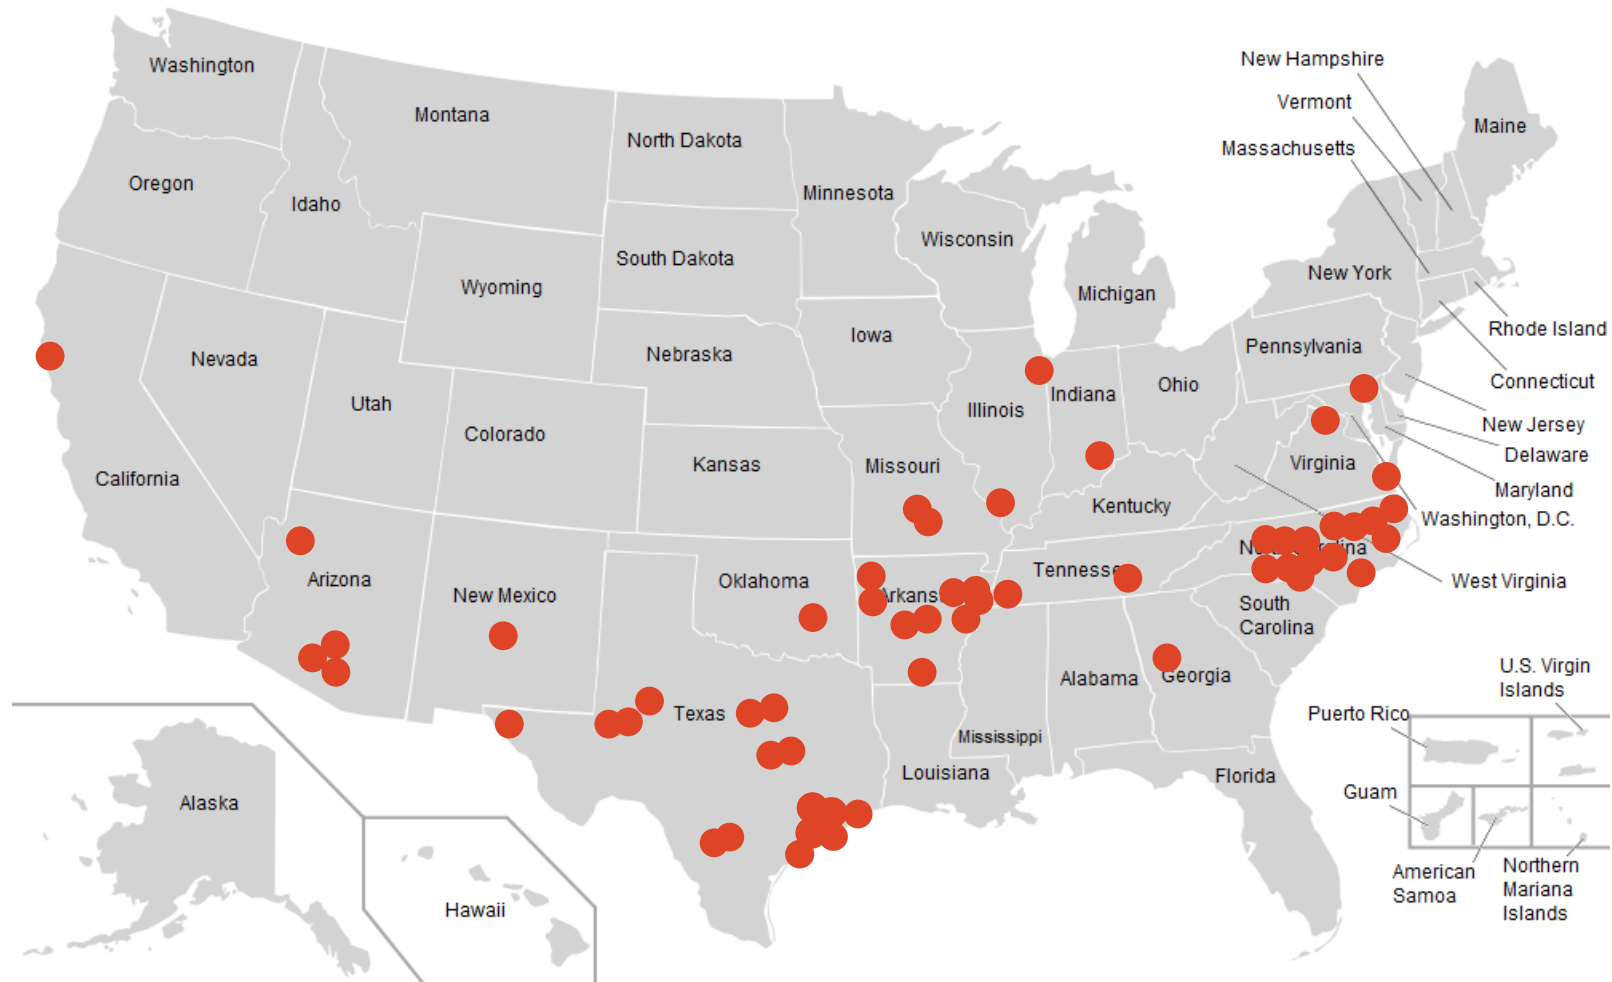 Washington
Montana
North Dakota
Minnesota
New Hampshire
Vermont
Massachusetts
Maine
Oregon
Idaho
Wyoming
South Dakota
Wisconsin
Michigan
New York
Rhode Island
Connecticut
New Jersey
Delaware
Maryland
Washington, D.C.
West Virginia
Nevada
Utah
Colorado
Nebraska
Iowa
Illinois
Indiana
Ohio
Pennsylvania
California
Kansas
Missouri
Kentucky
Virginia
Arizona
New Mexico
Oklahoma
Tennesse
South
Carolina
Texas
Alabama
Georgia
Mississippi
Louisiana
Florida
Alaska
Hawaii
U.S. Virgin
Islands
Puerto Rico
Guam
American
Samoa
Northern
Mariana
Islands